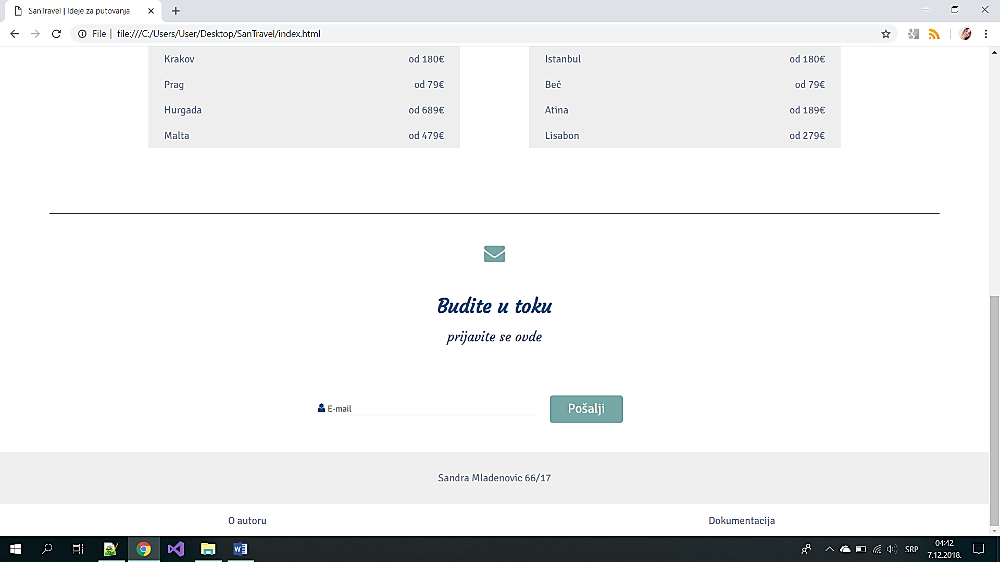 SanTravel | Ideje za putovanja
File | file:///C:/Users/User/Desktop/SanTravel/index.html
Krakov od 180€
Prag od 79€
Hurgada od 689€
Malta od 479€
Istanbul od 180€
Beč od 79€
Atina od 189€
Lisabon od 279€
Budite u toku
prijavite se ovde
E-mail
Pošalji
Sandra Mladenovic 66/17
O autoru
Dokumentacija
SRP
04:42
7.12.2018.